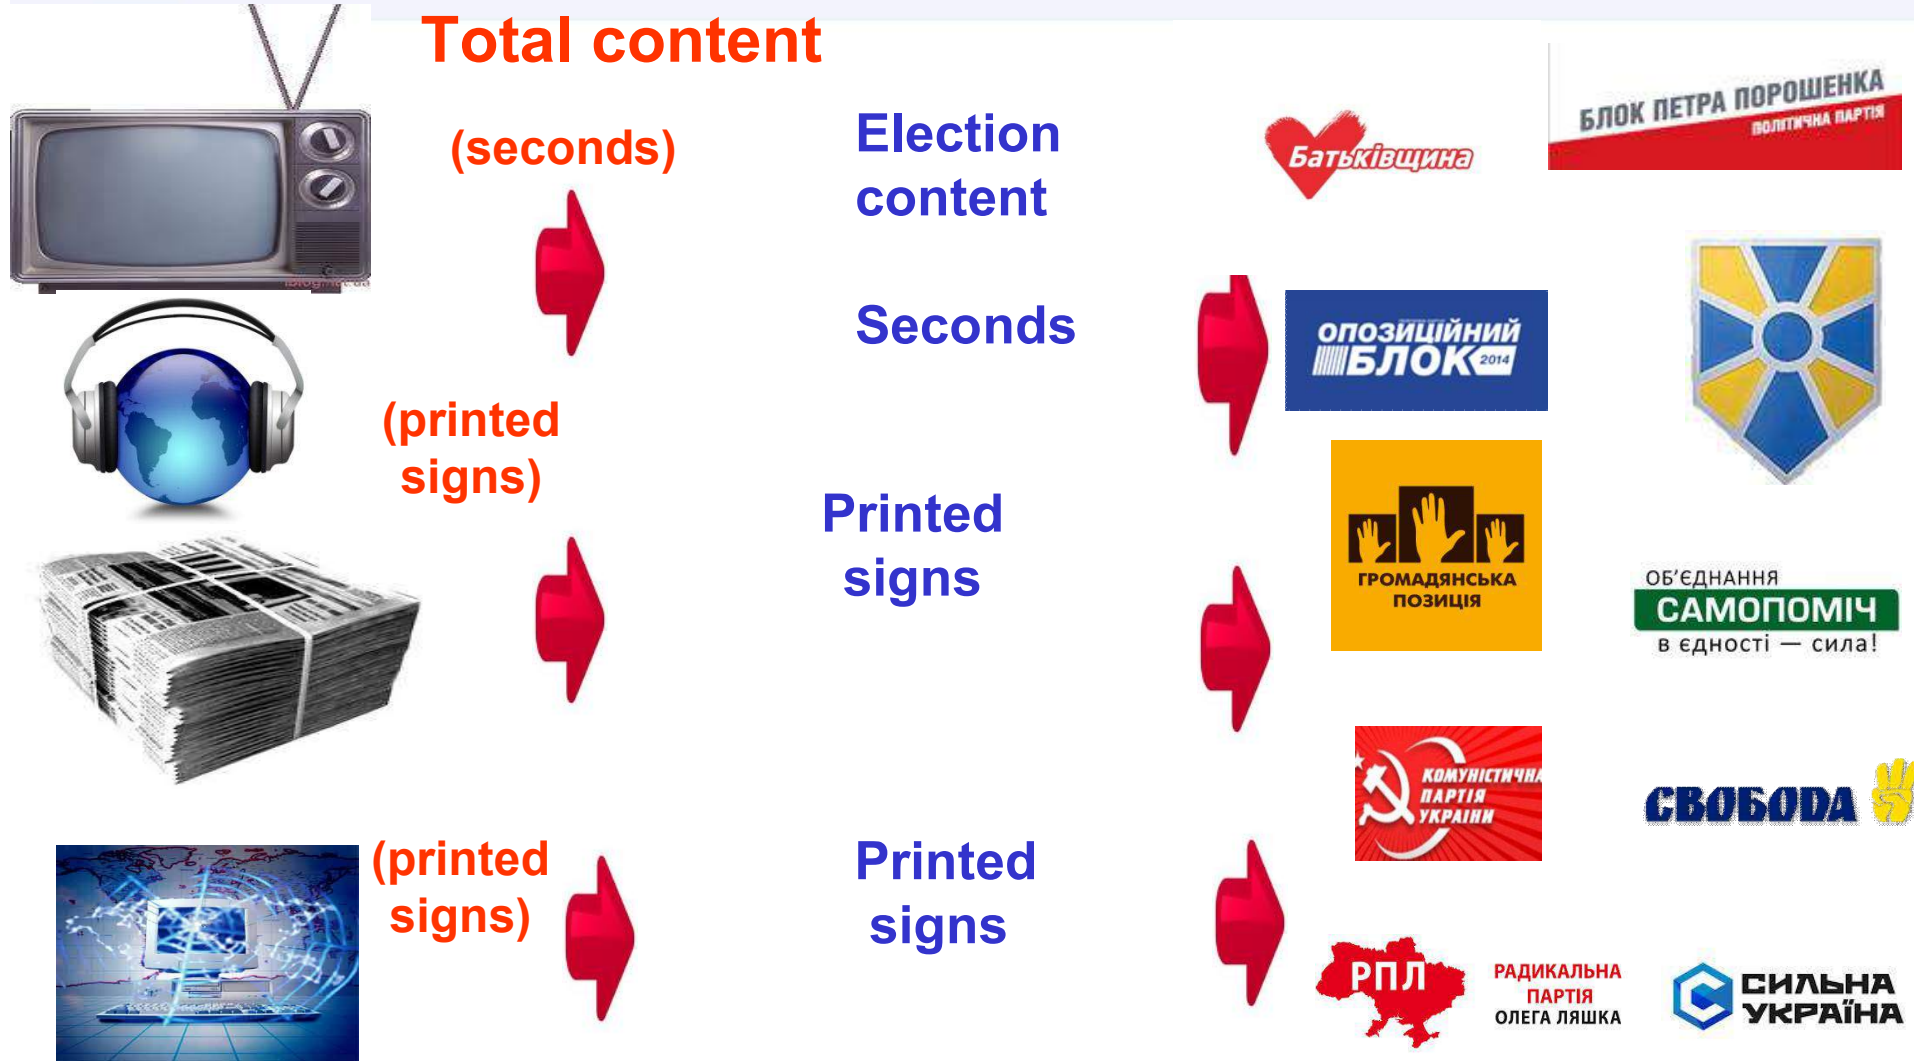 Total content
(seconds)
Election
content
Seconds
(printed
signs)
Printed
signs
(printed
signs)
Printed
signs
Батьківщина
БЛОК ПЕТРА ПОРОШЕНКА
ПОЛІТИЧНА ПАРТІЯ
ОПОЗИЦІЙНИЙ
БЛОК 2014
ГРОМАДЯНСЬКА
ПОЗИЦІЯ
ОБ’ЄДНАННЯ
САМОПОМІЧ
в єдності — сила!
КОМУНІСТИЧНА
ПАРТІЯ
УКРАЇНИ
СВОБОДА
РПЛ
РАДИКАЛЬНА
ПАРТІЯ
ОЛЕГА ЛЯШКА
СИЛЬНА
УКРАЇНА